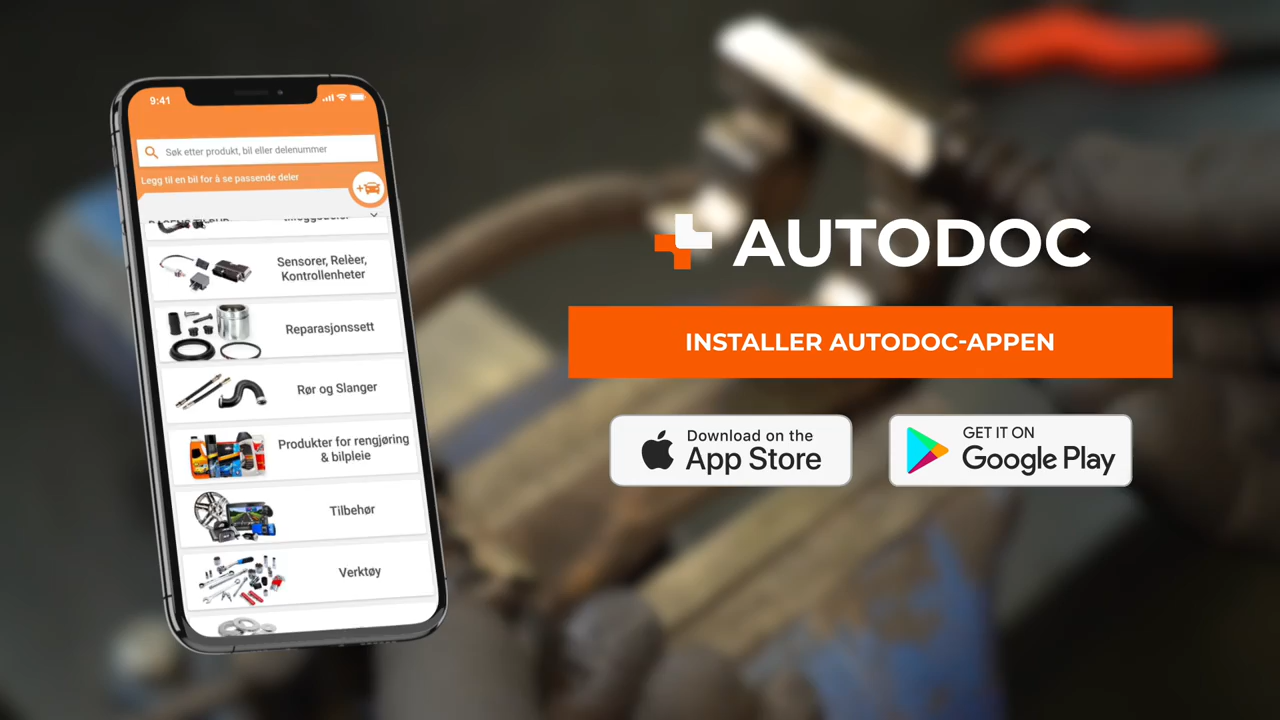 9:41
Søk etter produkt, bil eller delenummer
Legg til en bil for å se passende deler
Sensorer, Relèer,
Kontrollenheter
Reparasjonssett
Rør og Slanger
Produkter for rengjøring
& bilpleie
Tilbehør
Verktøy
AUTODOC
INSTALLER AUTODOC-APPEN
Download on the
App Store
GET IT ON
Google Play